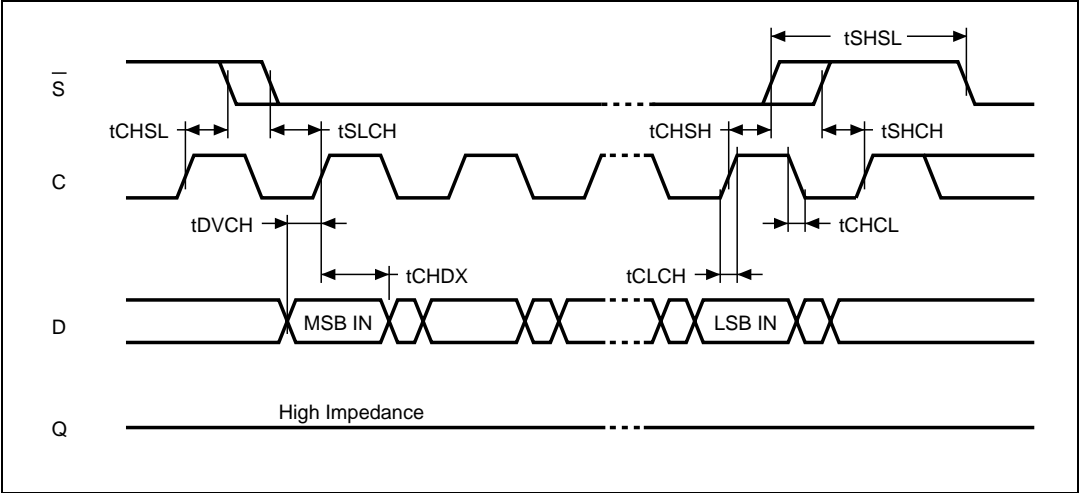 tSHSL
S̅
tCHSL tSLCH tCHSH tSHCH
C
tDVCH tCHCL
tCHDX tCLCH
D MSB IN LSB IN
High Impedance
Q